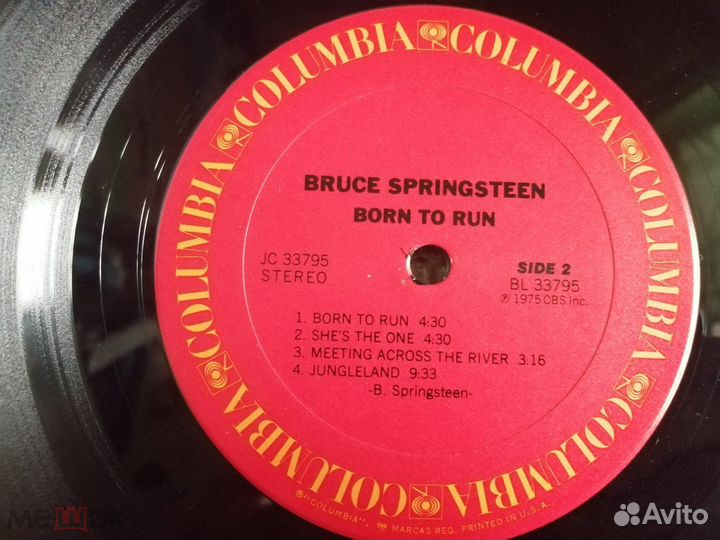 COLUMBIA COLUMBIA COLUMBIA COLUMBIA COLUMBIA COLUMBIA
BRUCE SPRINGSTEEN
BORN TO RUN
JC 33795
STEREO
SIDE 2
BL 33795
℗ 1975 CBS Inc.
1. BORN TO RUN 4:30
2. SHE'S THE ONE 4:30
3. MEETING ACROSS THE RIVER 3:16
4. JUNGLELAND 9:33
-B. Springsteen-
®"COLUMBIA", MARCAS REG. PRINTED IN U.S.A.
Мешок
Avito